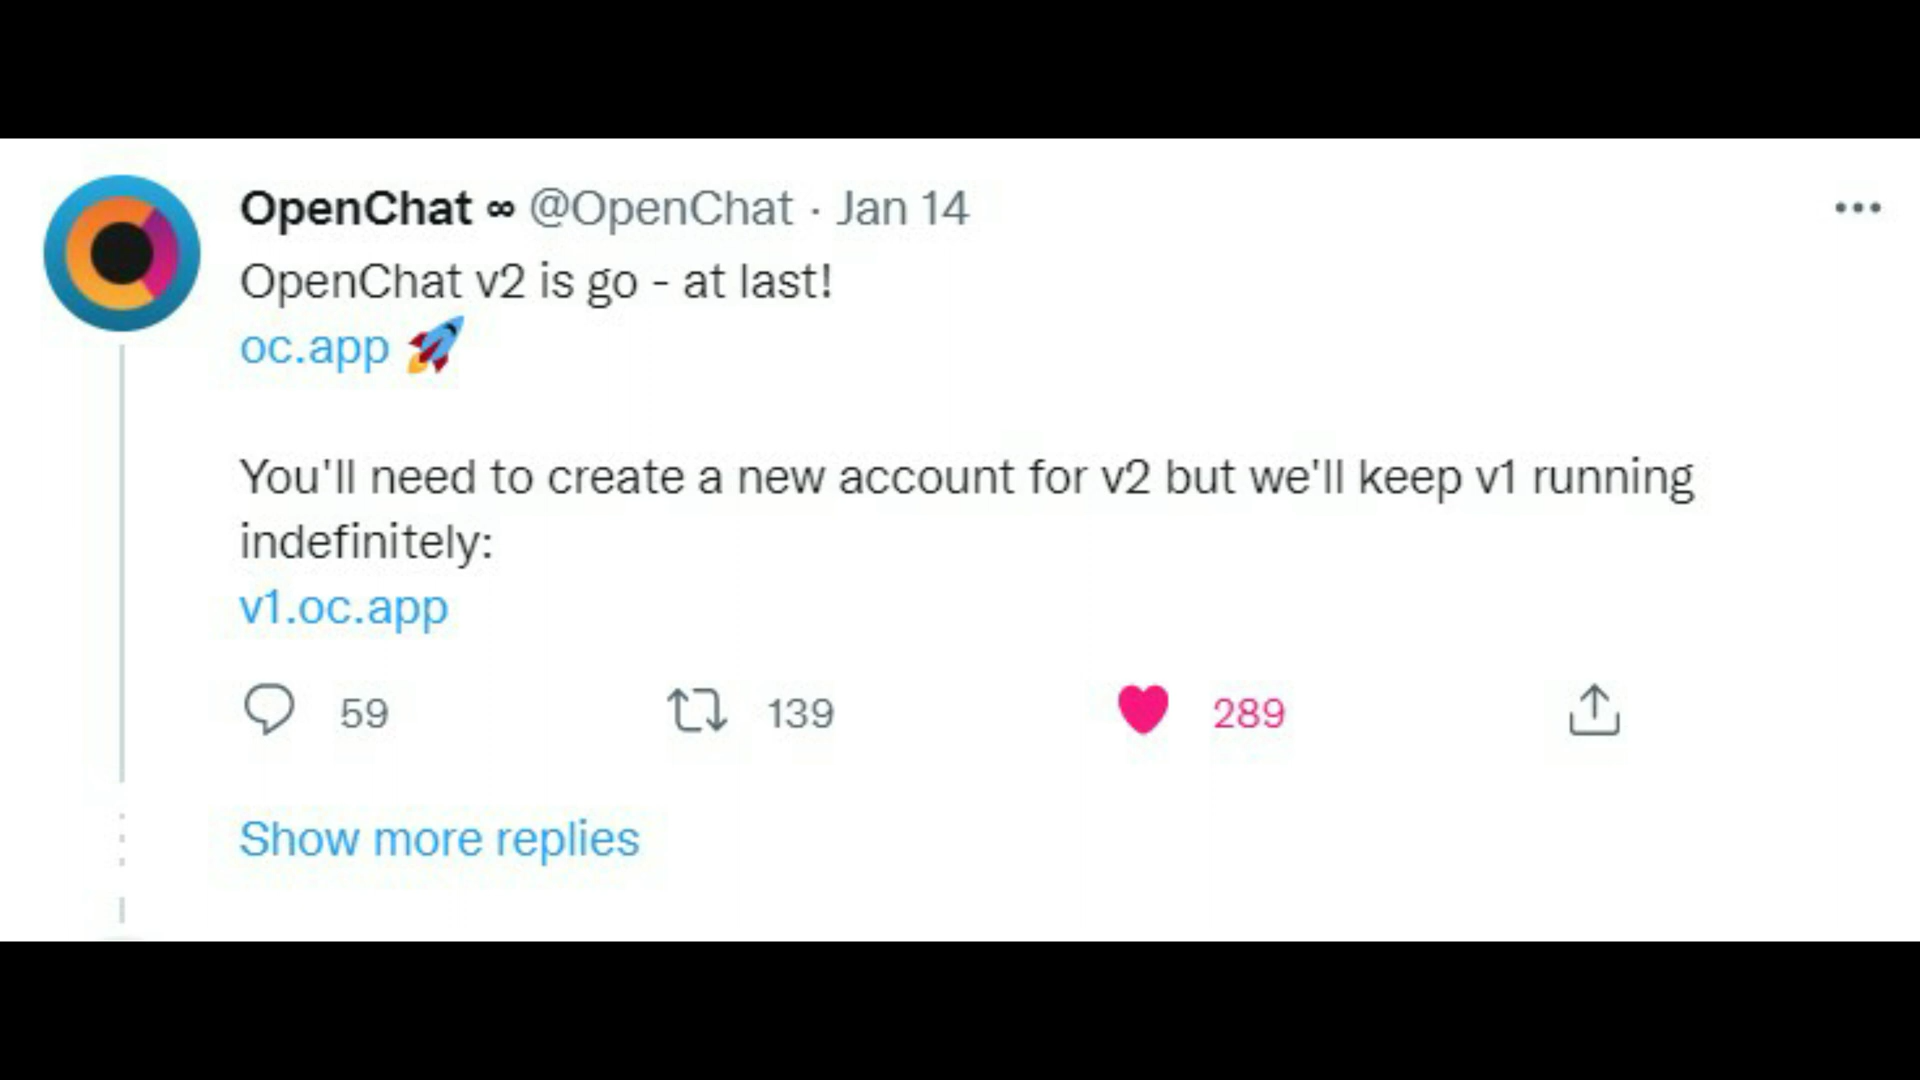 OpenChat ∞ @OpenChat · Jan 14
OpenChat v2 is go - at last!
oc.app 🚀
You'll need to create a new account for v2 but we'll keep v1 running
indefinitely:
v1.oc.app
59 139 289
Show more replies